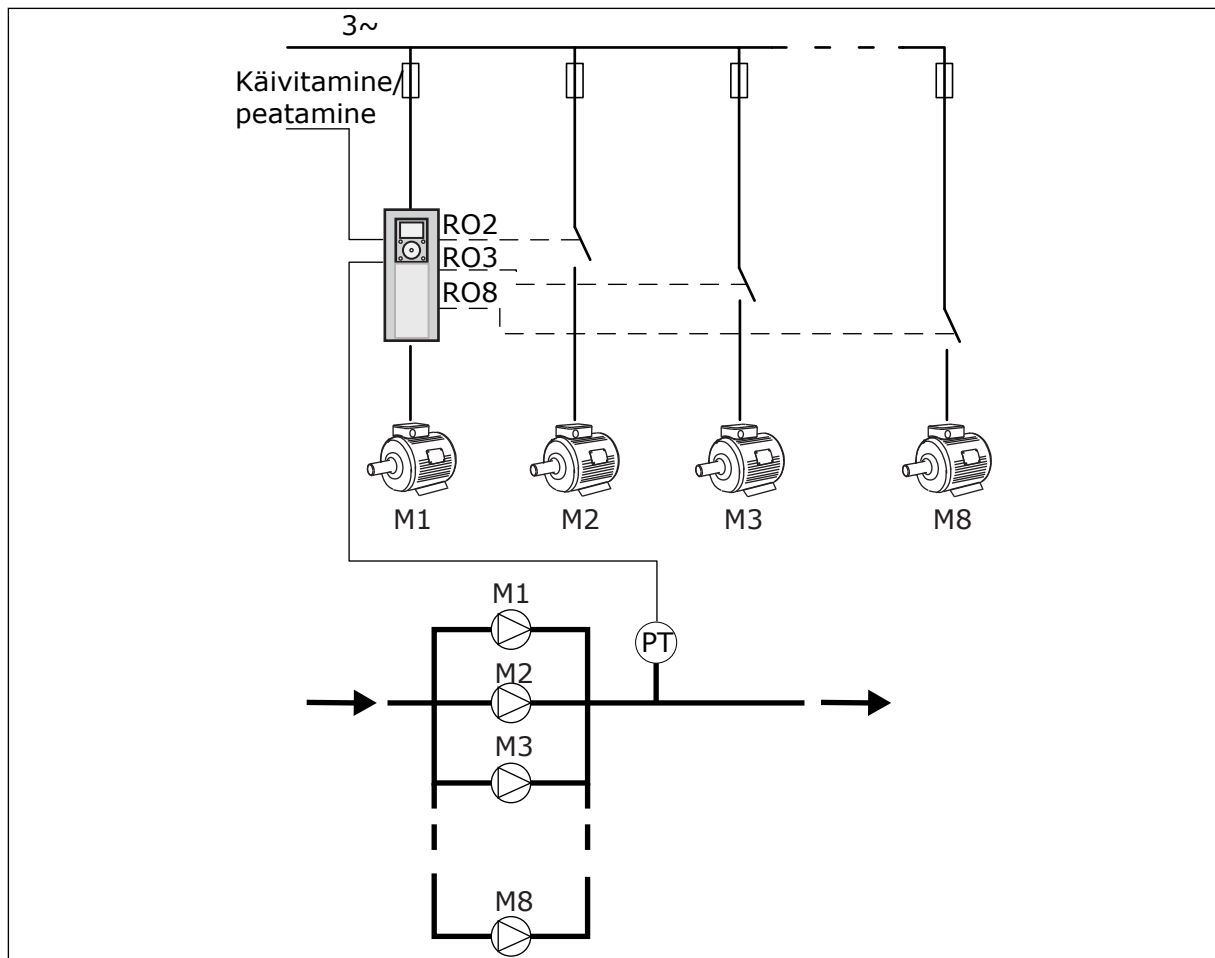 3~
Käivitamine/
peatamine
RO2
RO3
RO8
M1 M2 M3 M8
M1
PT
M2
M3
M8